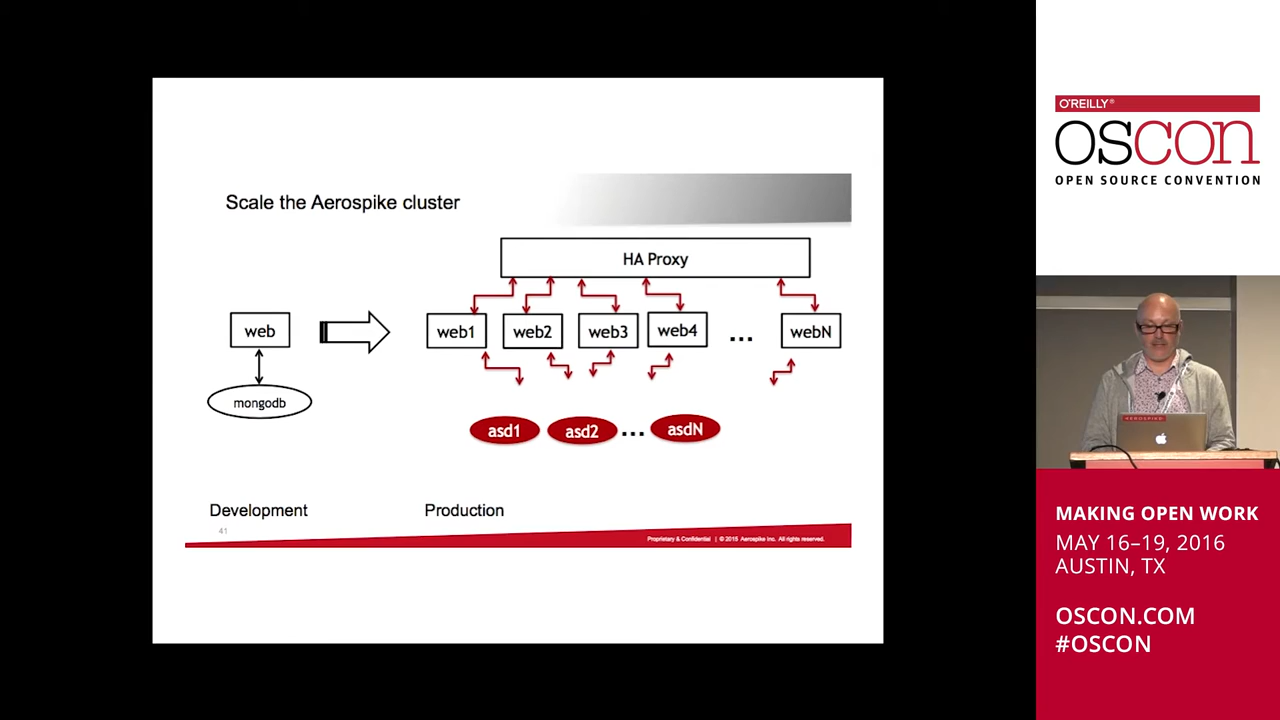 Scale the Aerospike cluster
HA Proxy
web
web1
web2
web3
web4
...
webN
mongodb
asd1
asd2
...
asdN
Development
Production
41
Proprietary & Confidential | © 2015 Aerospike Inc. All rights reserved.
O'REILLY®
OSCON
OPEN SOURCE CONVENTION
AEROSPIKE
MAKING OPEN WORK
MAY 16–19, 2016
AUSTIN, TX
OSCON.COM
#OSCON